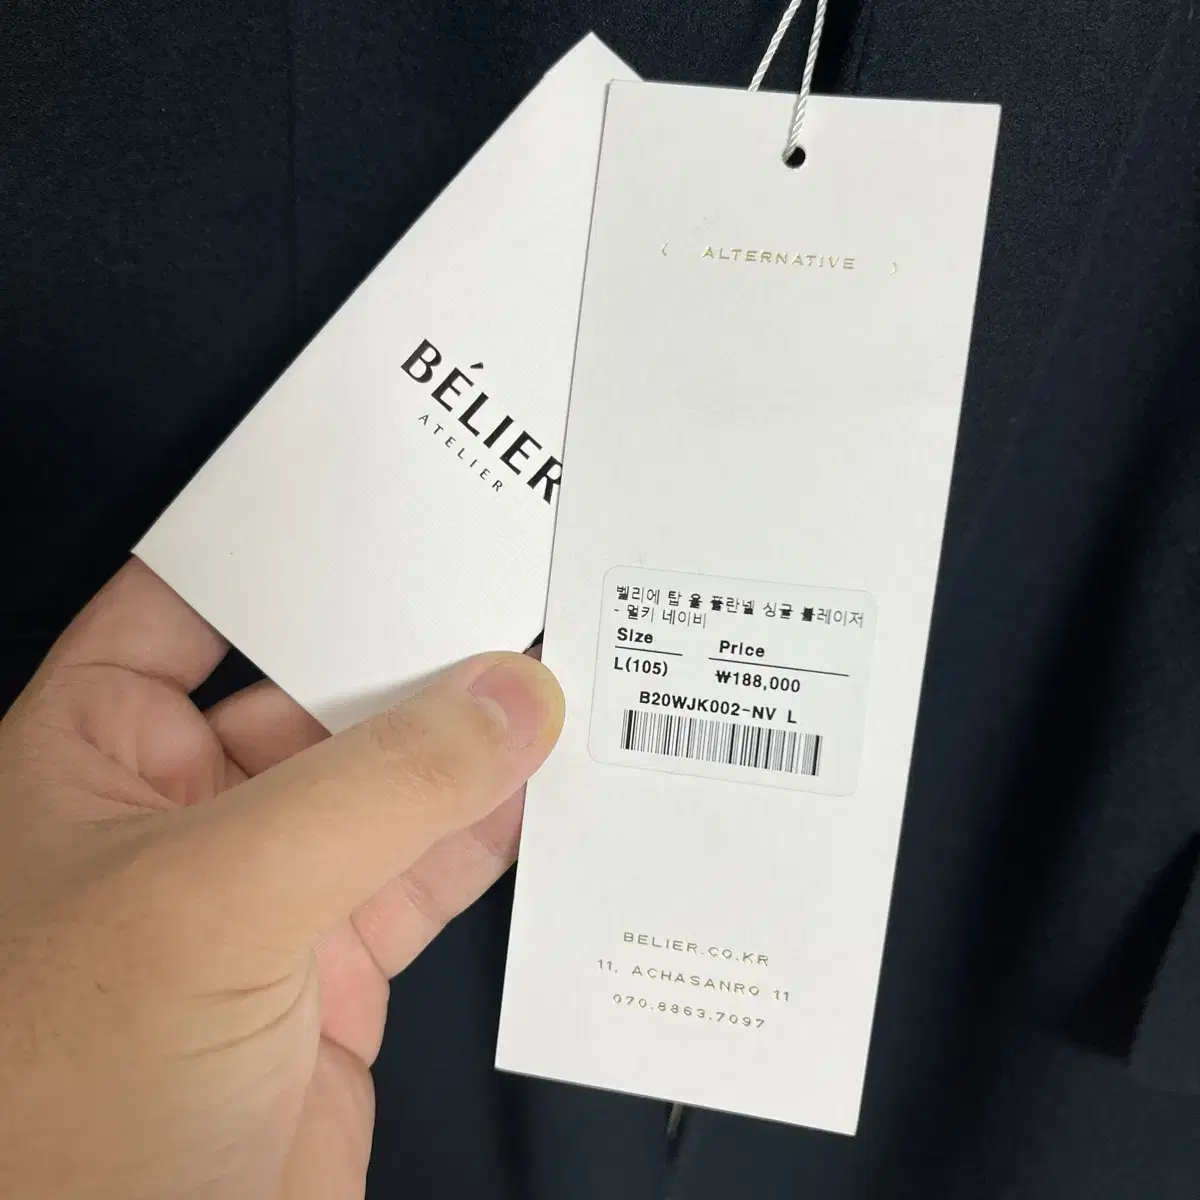 BÉLIER
ATELIER
( ALTERNATIVE )
벨리에 탑 울 플란넬 싱글 블레이저
- 멀키 네이비
Size Price
L(105) ₩188,000
B20WJK002-NV L
BELIER.CO.KR
11, ACHASANRO 11
070.8863.7097